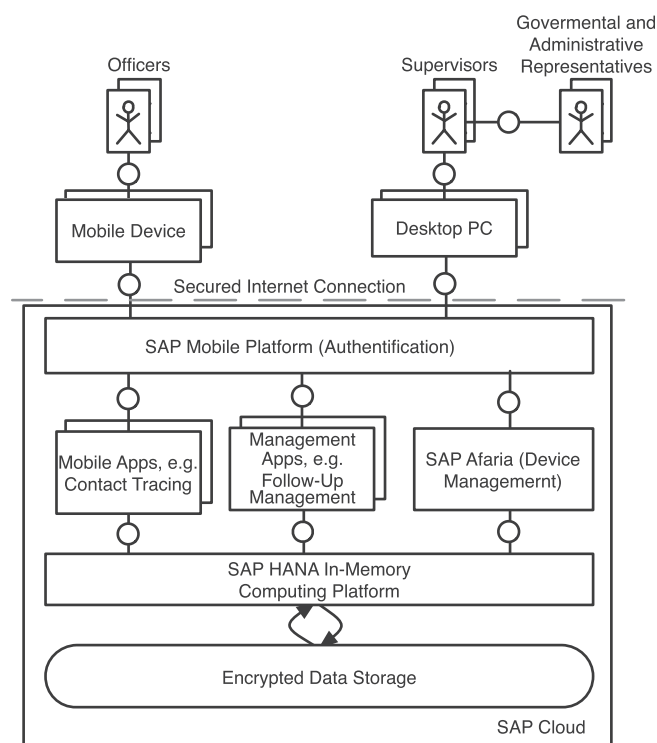 Govermental and
Administrative
Representatives
Officers
Supervisors
Mobile Device
Desktop PC
Secured Internet Connection
SAP Mobile Platform (Authentification)
Mobile Apps, e.g.
Contact Tracing
Management
Apps, e.g.
Follow-Up
Management
SAP Afaria (Device
Managemernt)
SAP HANA In-Memory
Computing Platform
Encrypted Data Storage
SAP Cloud